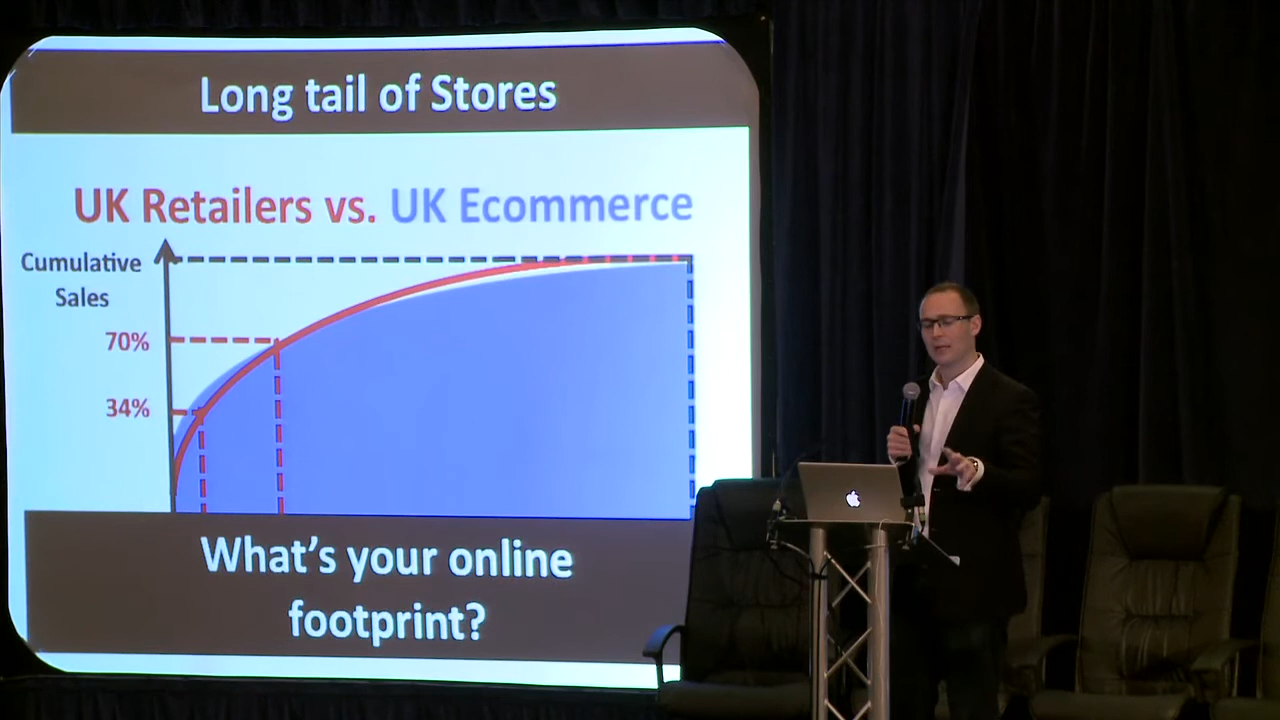 Long tail of Stores
UK Retailers vs. UK Ecommerce
Cumulative
Sales
70%
34%
What's your online
footprint?